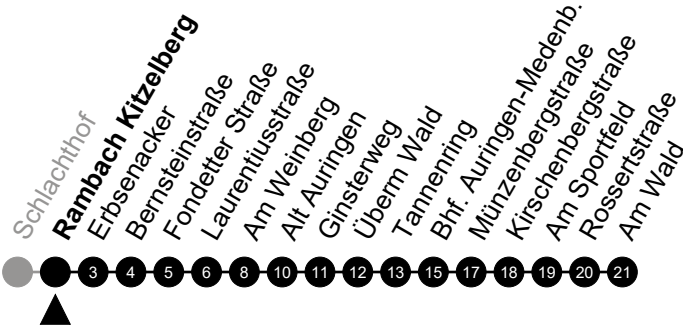 Schlachthof
Rambach Kitzelberg
Erbsenacker
Bernsteinstraße
Fondetter Straße
Laurentiusstraße
Am Weinberg
Alt Auringen
Ginsterweg
Überm Wald
Tannenring
Bhf. Auringen-Medenb.
Münzenbergstraße
Kirschenbergstraße
Am Sportfeld
Rossertstraße
Am Wald
3 4 5 6 8 10 11 12 13 15 17 18 19 20 21